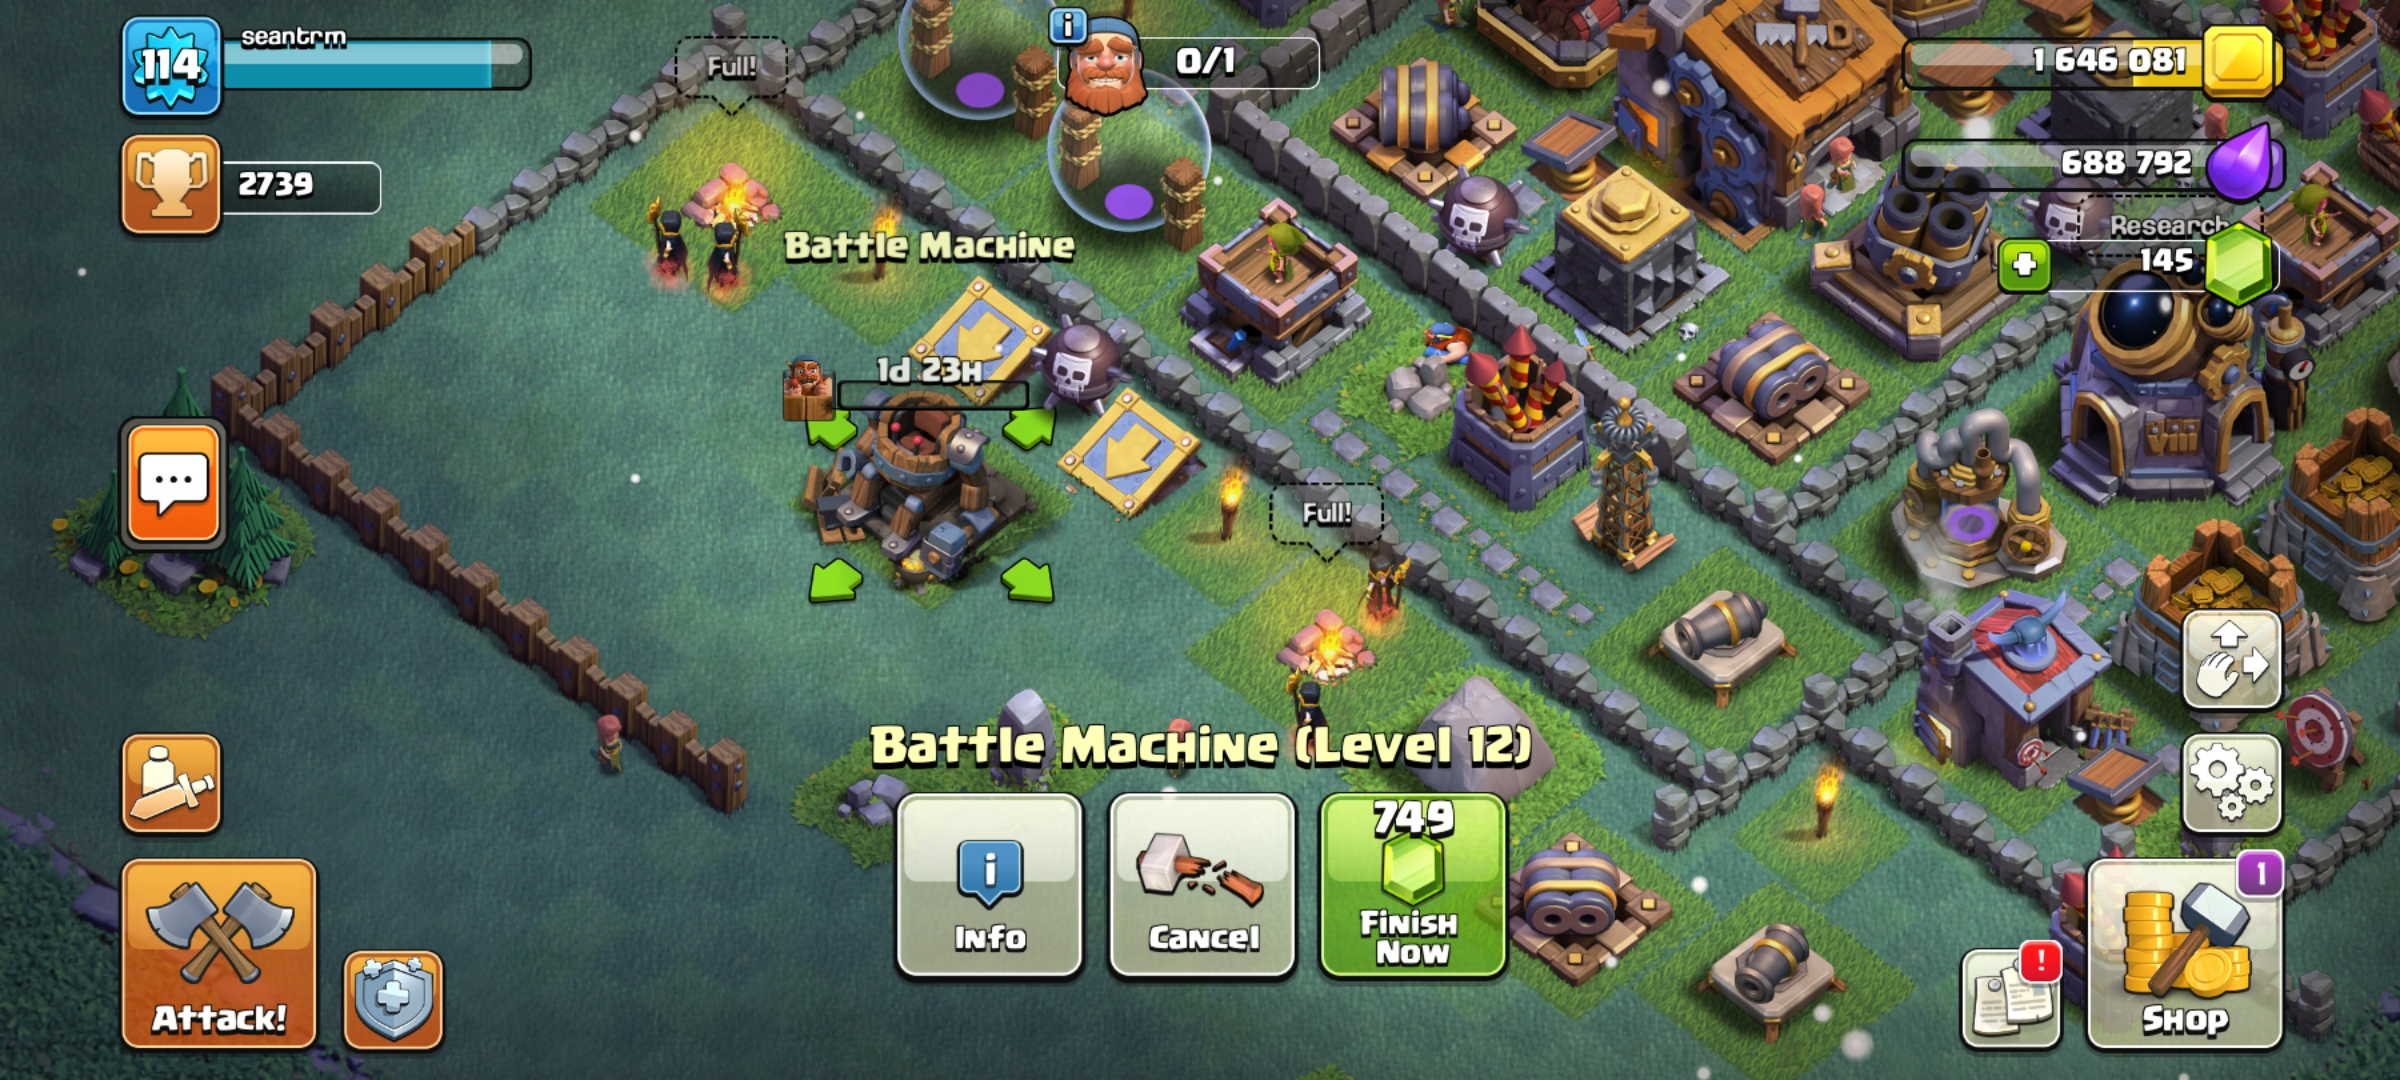 114
seantrm
Full!
0/1
1 646 081
2739
688 792
Research
145
Battle Machine
1d 23H
Full!
VIII
Battle Machine (Level 12)
749
Info
Cancel
Finish
Now
1
!
Attack!
Shop